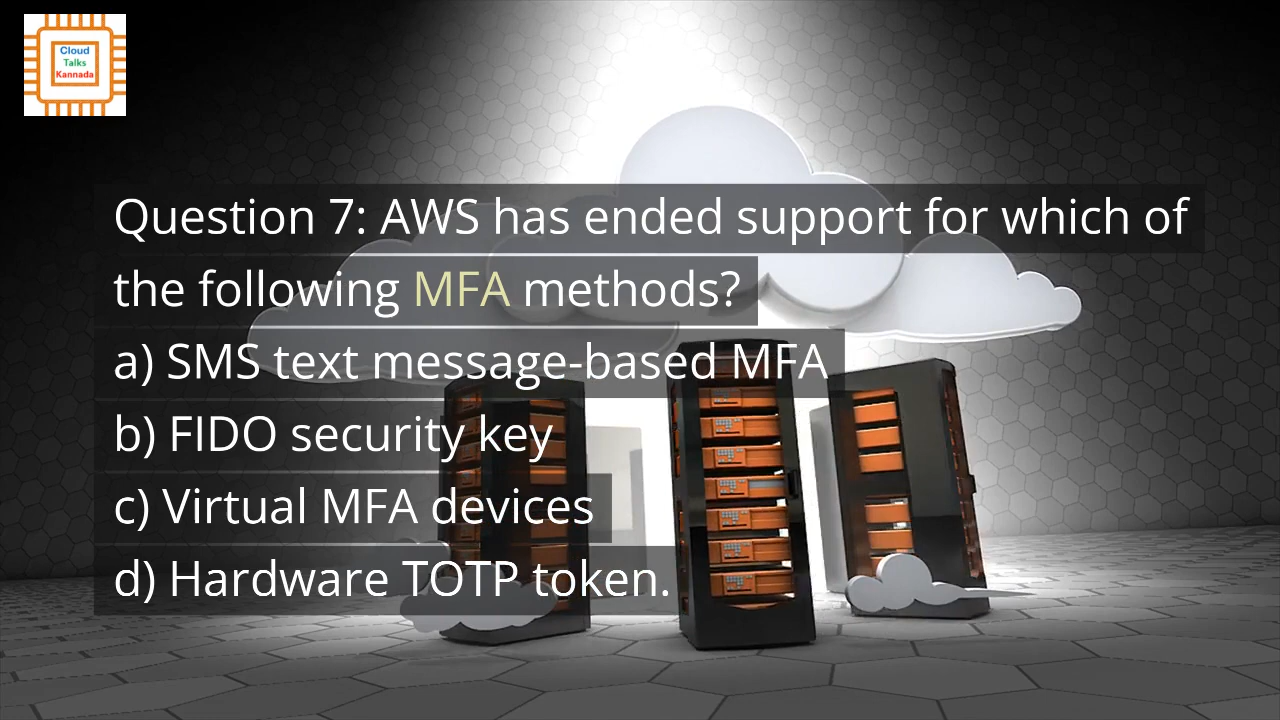 Cloud
Talks
Kannada
Question 7: AWS has ended support for which of
the following MFA methods?
a) SMS text message-based MFA
b) FIDO security key
c) Virtual MFA devices
d) Hardware TOTP token.